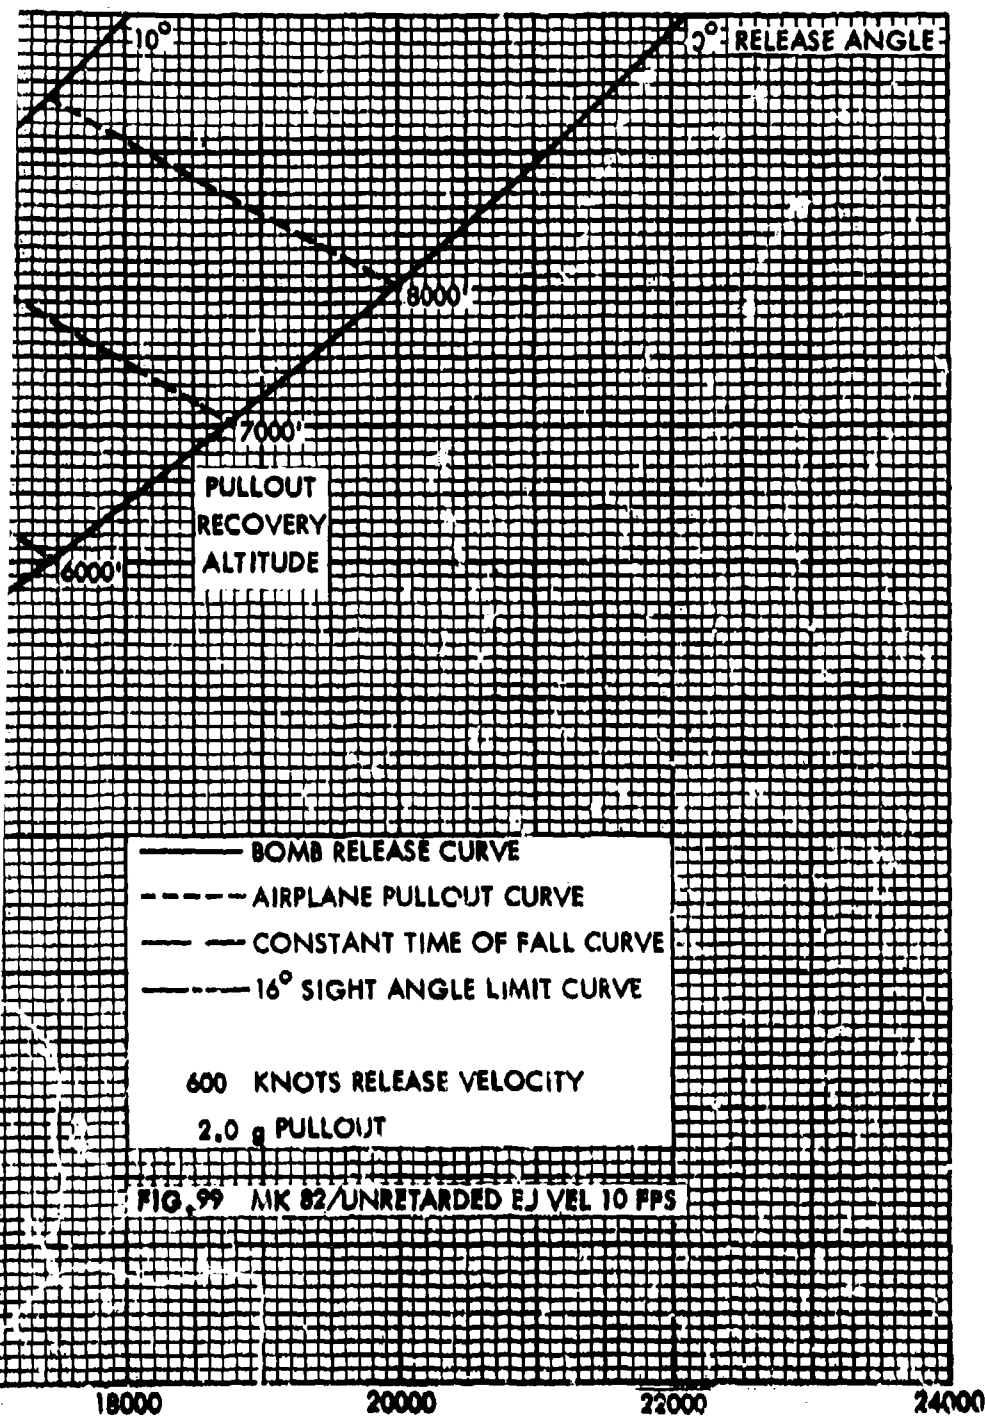 10°
0° RELEASE ANGLE
8000'
7000'
PULLOUT
RECOVERY
ALTITUDE
6000'
BOMB RELEASE CURVE
AIRPLANE PULLOUT CURVE
CONSTANT TIME OF FALL CURVE
16° SIGHT ANGLE LIMIT CURVE
600 KNOTS RELEASE VELOCITY
2.0 g PULLOUT
FIG. 99 MK 82/UNRETARDED EJ VEL 10 FPS
18000 20000 22000 24000